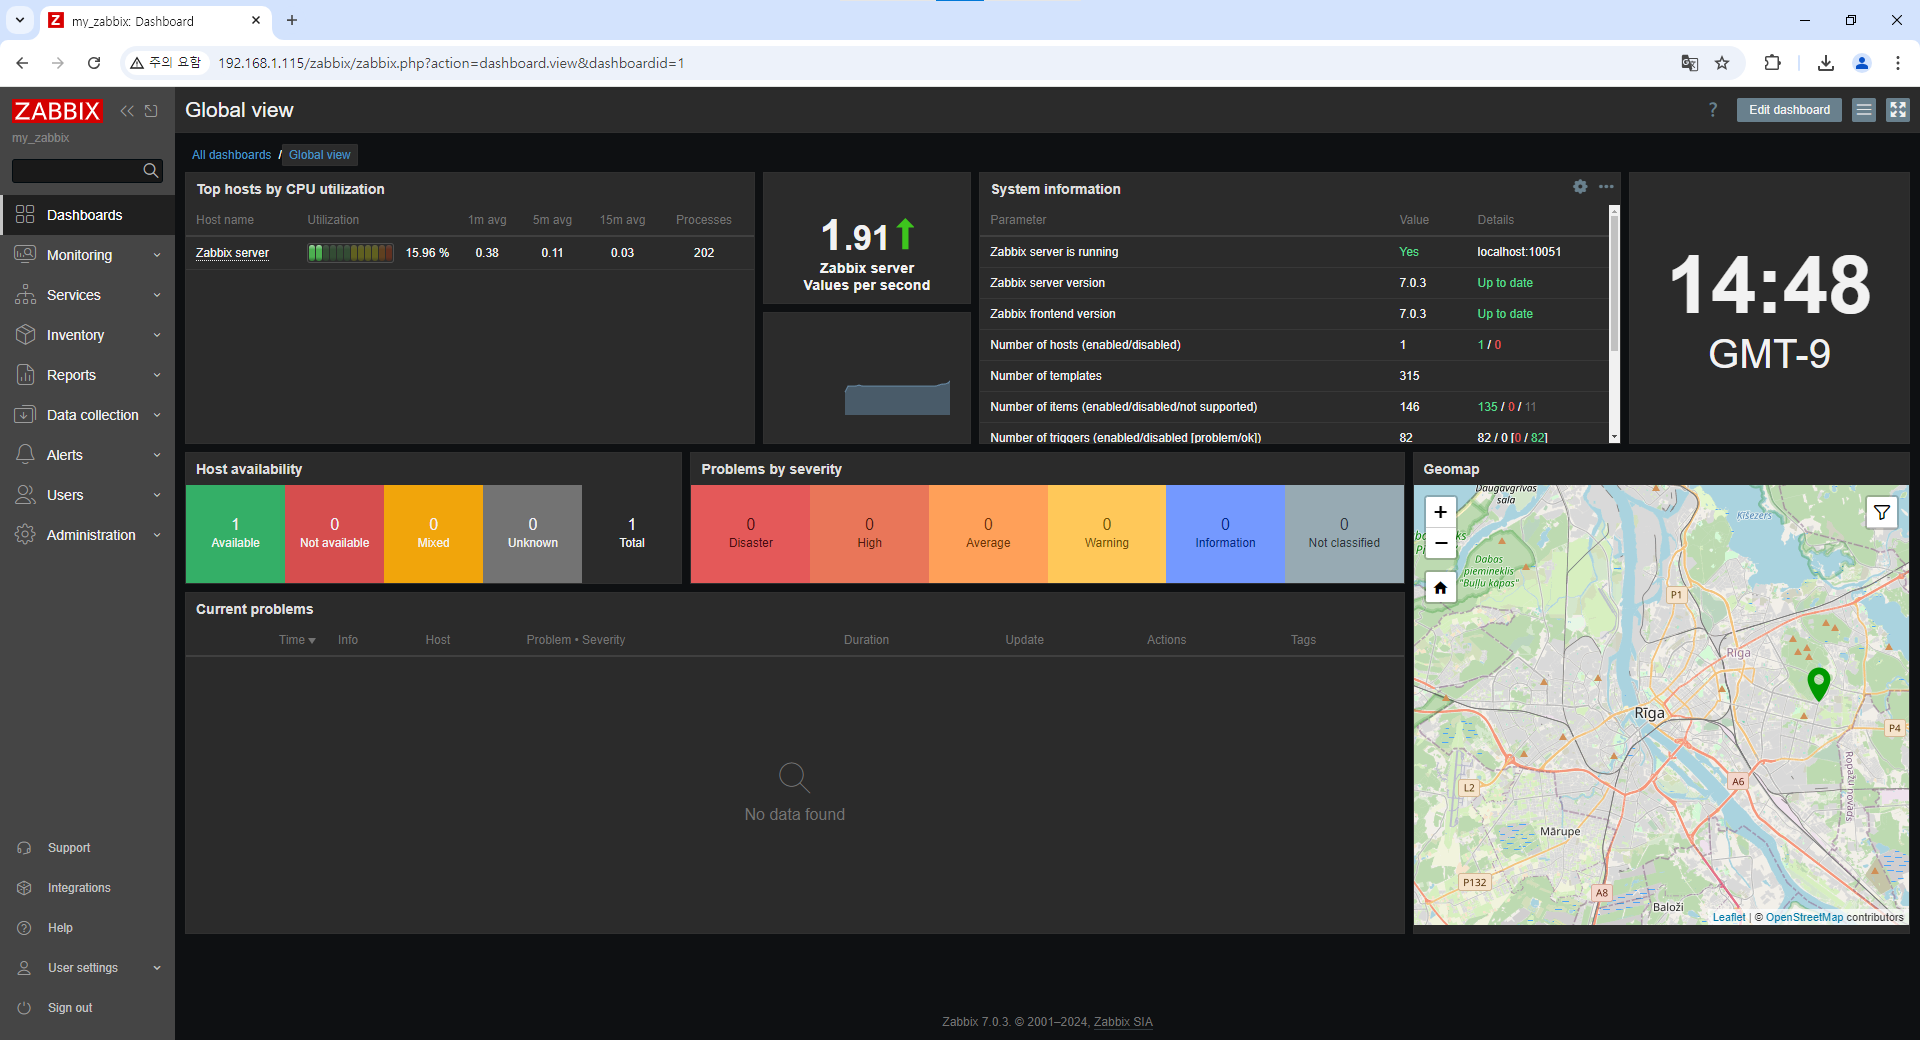 my_zabbix: Dashboard
주의 요함
192.168.1.115/zabbix/zabbix.php?action=dashboard.view&dashboardid=1
ZABBIX
my_zabbix
Dashboards
Monitoring
Services
Inventory
Reports
Data collection
Alerts
Users
Administration
Support
Integrations
Help
User settings
Sign out
Global view
? Edit dashboard
All dashboards / Global view
Top hosts by CPU utilization
Host name Utilization 1m avg 5m avg 15m avg Processes
Zabbix server 15.96 % 0.38 0.11 0.03 202
1.91
Zabbix server
Values per second
System information
Parameter Value Details
Zabbix server is running Yes localhost:10051
Zabbix server version 7.0.3 Up to date
Zabbix frontend version 7.0.3 Up to date
Number of hosts (enabled/disabled) 1 1 / 0
Number of templates 315
Number of items (enabled/disabled/not supported) 146 135 / 0 / 11
Number of triggers (enabled/disabled [problem/ok]) 82 82 / 0 [0 / 82]
14:48
GMT-9
Host availability
1 0 0 0 1
Available Not available Mixed Unknown Total
Problems by severity
0 0 0 0 0 0
Disaster High Average Warning Information Not classified
Current problems
Time Info Host Problem • Severity Duration Update Actions Tags
No data found
Geomap
+
−
Daugavgrīvas
sala
Ķīšezers
Dabas
piemineklis
"Buļļu kāpas"
P1
Rīga
Rīga
P4
Ropažu novads
A6
L2
Mārupe
P132
A8
Baloži
Leaflet | © OpenStreetMap contributors
Zabbix 7.0.3. © 2001–2024, Zabbix SIA